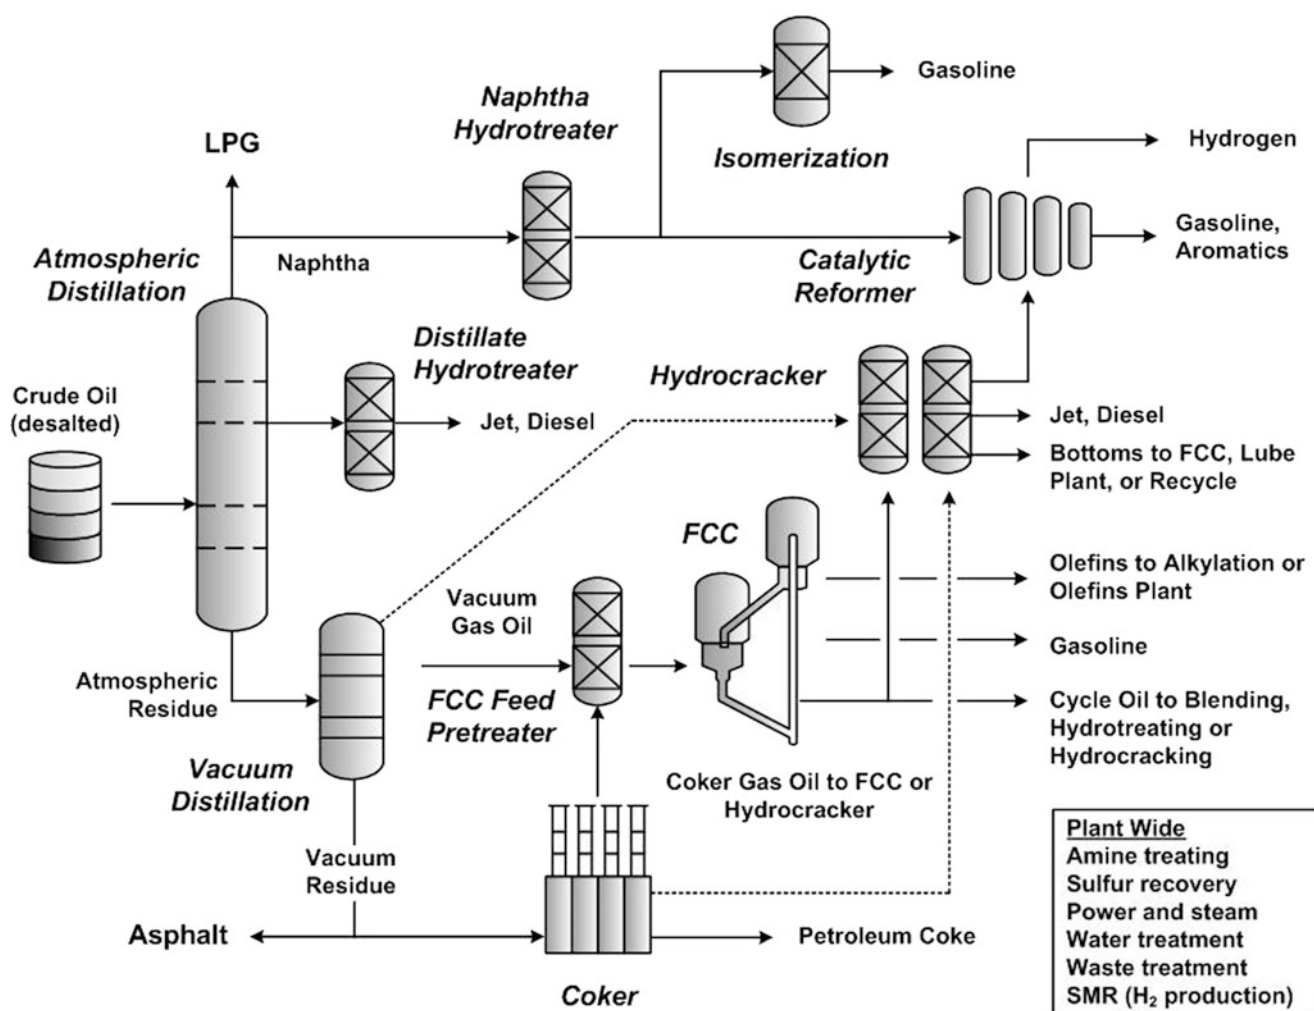 Gasoline
Naphtha
Hydrotreater
LPG
Isomerization
Hydrogen
Gasoline,
Aromatics
Atmospheric
Distillation
Naphtha
Catalytic
Reformer
Distillate
Hydrotreater
Hydrocracker
Crude Oil
(desalted)
Jet, Diesel
Jet, Diesel
Bottoms to FCC, Lube
Plant, or Recycle
FCC
Olefins to Alkylation or
Olefins Plant
Vacuum
Gas Oil
Gasoline
Atmospheric
Residue
FCC Feed
Pretreater
Cycle Oil to Blending,
Hydrotreating or
Hydrocracking
Vacuum
Distillation
Coker Gas Oil to FCC or
Hydrocracker
Vacuum
Residue
Asphalt
Petroleum Coke
Coker
Plant Wide
Amine treating
Sulfur recovery
Power and steam
Water treatment
Waste treatment
SMR (H₂ production)